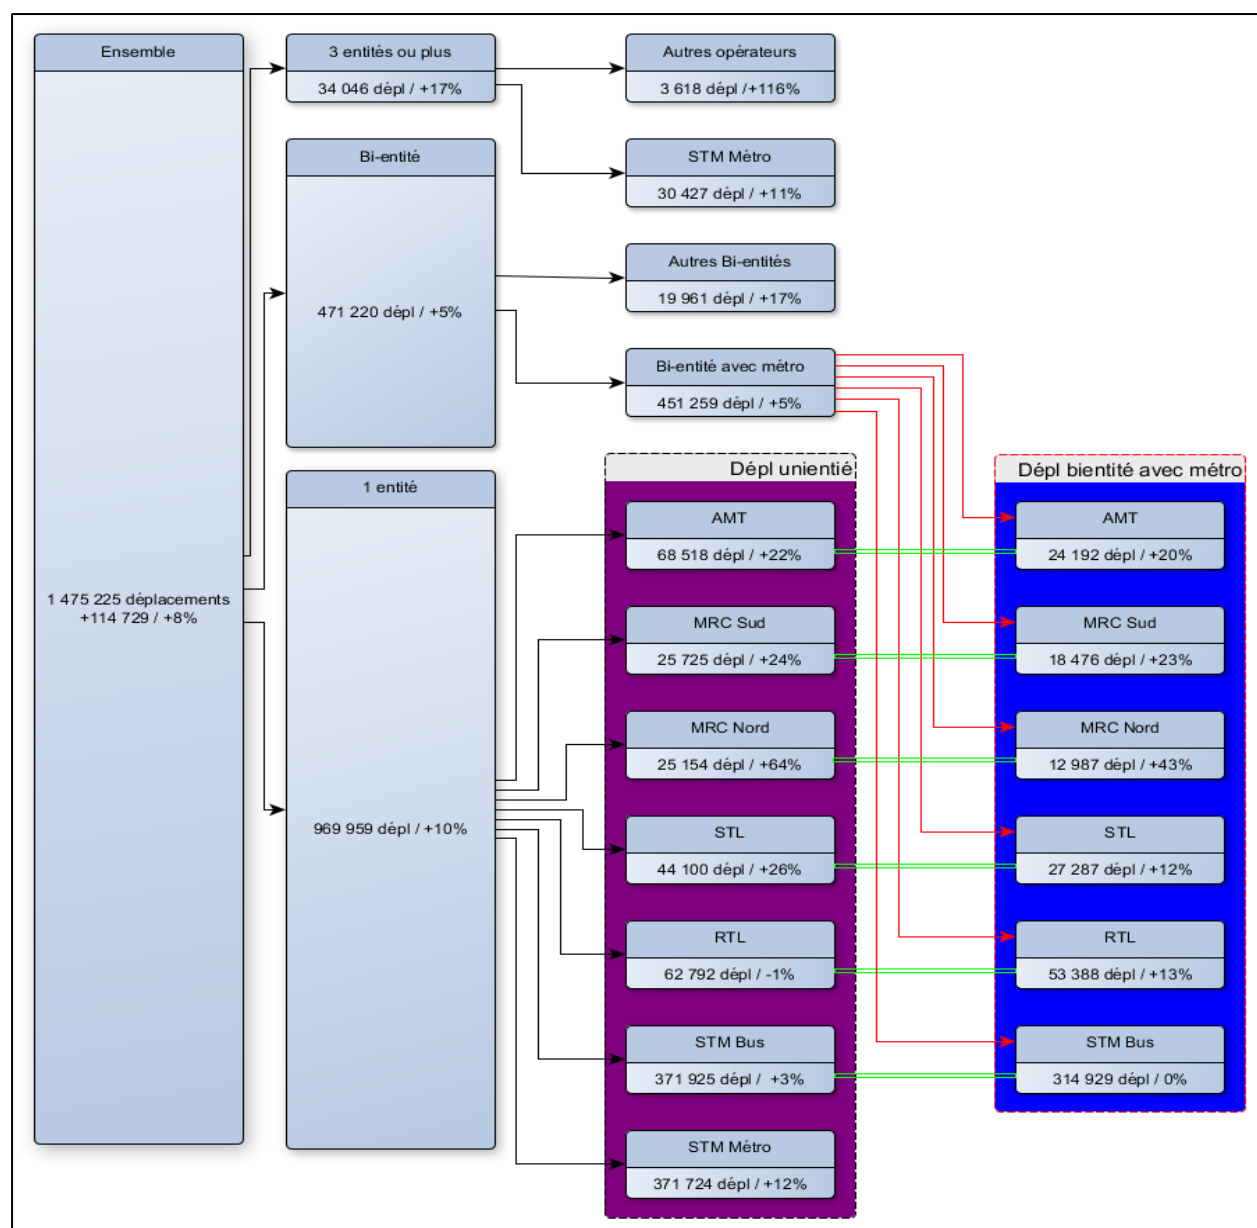 Ensemble
1 475 225 déplacements
+114 729 / +8%
3 entités ou plus
34 046 dépl / +17%
Bi-entité
471 220 dépl / +5%
1 entité
969 959 dépl / +10%
Autres opérateurs
3 618 dépl /+116%
STM Métro
30 427 dépl / +11%
Autres Bi-entités
19 961 dépl / +17%
Bi-entité avec métro
451 259 dépl / +5%
Dépl unientié
AMT
68 518 dépl / +22%
MRC Sud
25 725 dépl / +24%
MRC Nord
25 154 dépl / +64%
STL
44 100 dépl / +26%
RTL
62 792 dépl / -1%
STM Bus
371 925 dépl / +3%
STM Métro
371 724 dépl / +12%
Dépl bientité avec métro
AMT
24 192 dépl / +20%
MRC Sud
18 476 dépl / +23%
MRC Nord
12 987 dépl / +43%
STL
27 287 dépl / +12%
RTL
53 388 dépl / +13%
STM Bus
314 929 dépl / 0%